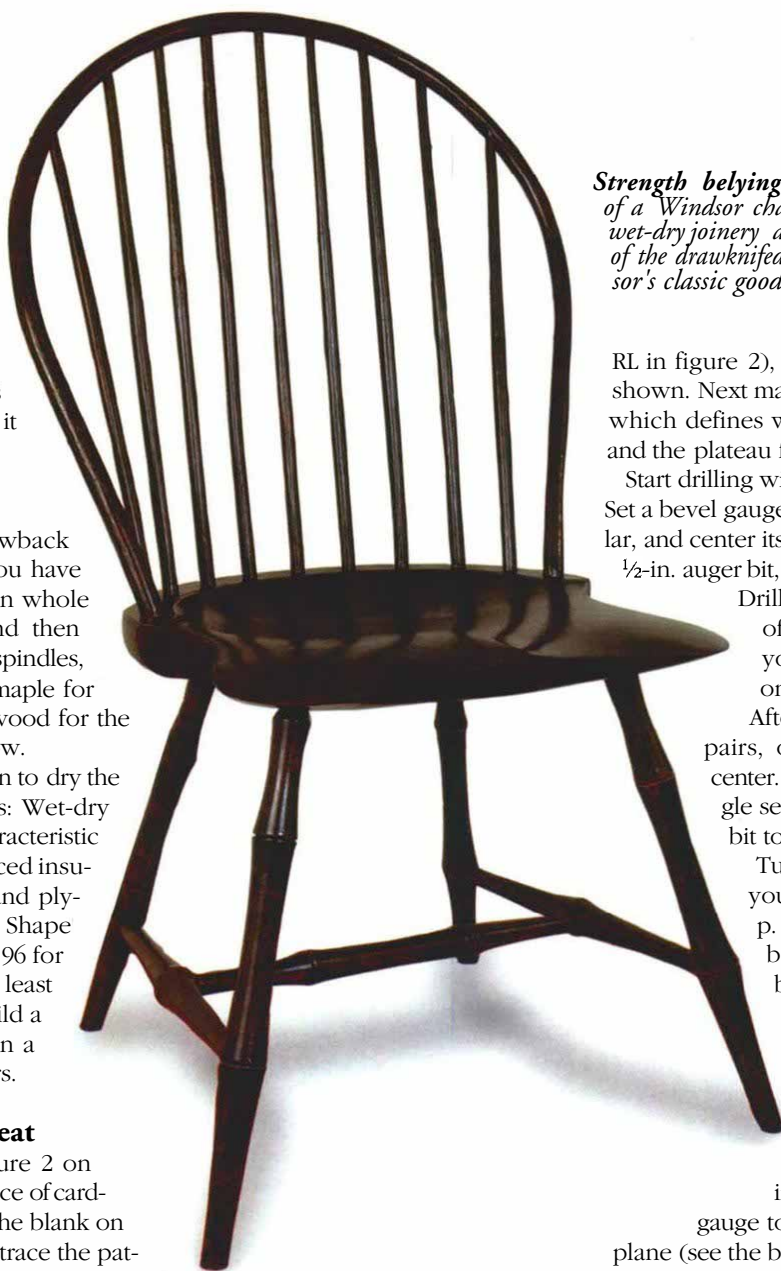 it
wback
ou have
n whole
nd then
spindles,
maple for
wood for the
w.
n to dry the
s: Wet-dry
racteristic
ced insu-
and ply-
Shape
96 for
least
ild a
n a
rs.
eat
ure 2 on
ce of card-
he blank on
trace the pat-
Strength belying
of a Windsor cha
wet-dry joinery a
of the drawknifed
sor's classic good
RL in figure 2),
shown. Next ma
which defines w
and the plateau f
Start drilling wi
Set a bevel gauge
lar, and center its
½-in. auger bit,
Drill
of
yo
on
Afte
pairs, d
center.
gle se
bit to
Tu
you
p.
b
b
i
gauge to
plane (see the b